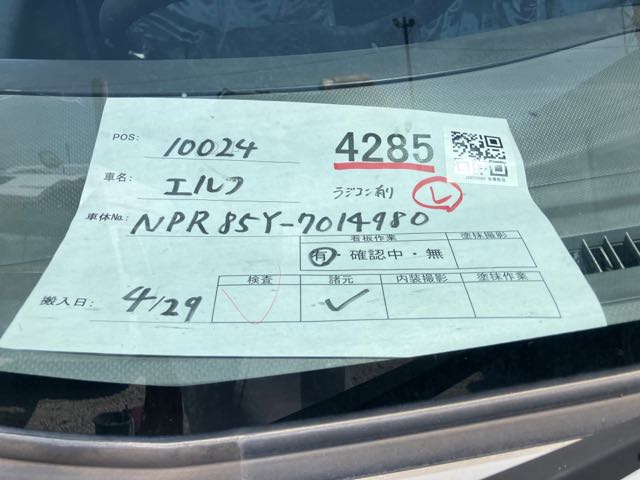 POS: 10024 4285
車名: エルフ ラジコン有り L
車体No.: NPR85Y-7014980
看板作業 塗抹撮影
有・確認中・無
搬入日: 4/29
検査 諸元 内装撮影 塗抹作業